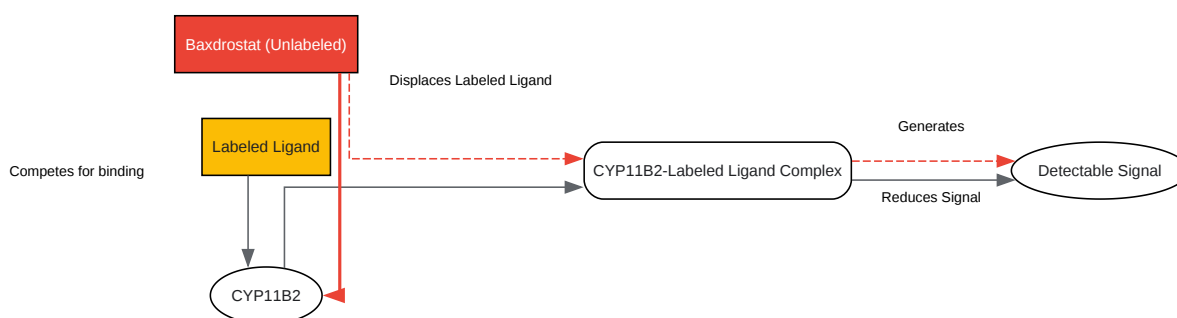 Baxdrostat (Unlabeled)
Displaces Labeled Ligand
Labeled Ligand
Generates
Competes for binding
CYP11B2-Labeled Ligand Complex
Detectable Signal
Reduces Signal
CYP11B2